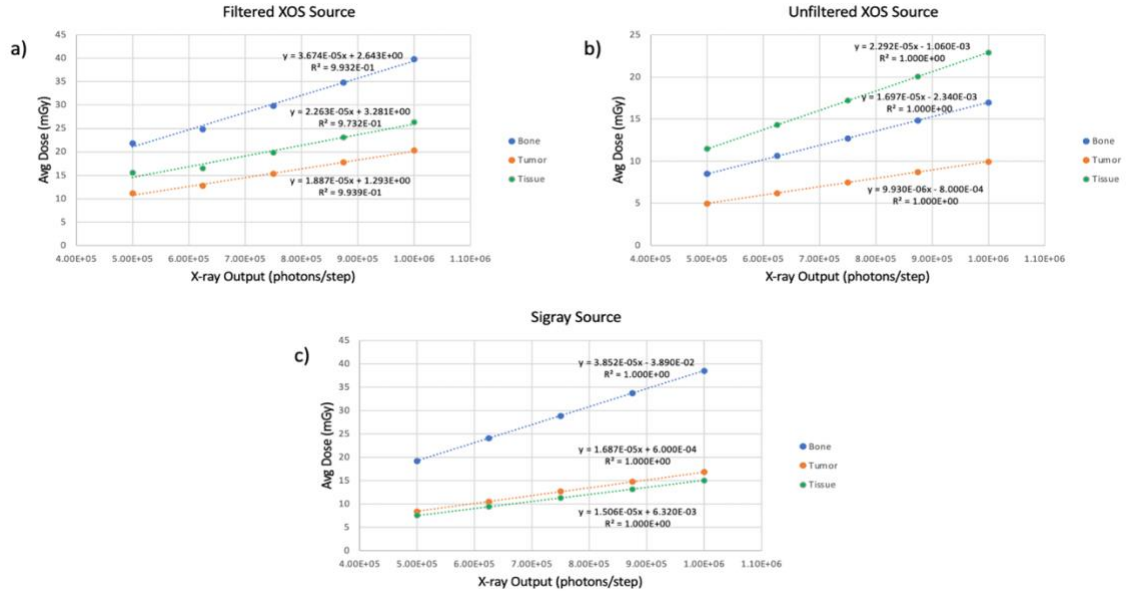 Filtered XOS Source
a)
45
40
35
30
25
20
15
10
5
0
Avg Dose (mGy)
y = 3.674E-05x + 2.643E+00
R² = 9.932E-01
y = 2.263E-05x + 3.281E+00
R² = 9.732E-01
y = 1.887E-05x + 1.293E+00
R² = 9.939E-01
Bone
Tumor
Tissue
4.00E+05 5.00E+05 6.00E+05 7.00E+05 8.00E+05 9.00E+05 1.00E+06 1.10E+06
X-ray Output (photons/step)
Unfiltered XOS Source
b)
25
20
15
10
5
0
Avg Dose (mGy)
y = 2.292E-05x - 1.060E-03
R² = 1.000E+00
y = 1.697E-05x - 2.340E-03
R² = 1.000E+00
y = 9.930E-06x - 8.000E-04
R² = 1.000E+00
Bone
Tumor
Tissue
4.00E+05 5.00E+05 6.00E+05 7.00E+05 8.00E+05 9.00E+05 1.00E+06 1.10E+06
X-ray Output (photons/step)
Sigray Source
c)
45
40
35
30
25
20
15
10
5
0
Avg Dose (mGy)
y = 3.852E-05x - 3.890E-02
R² = 1.000E+00
y = 1.687E-05x + 6.000E-04
R² = 1.000E+00
y = 1.506E-05x + 6.320E-03
R² = 1.000E+00
Bone
Tumor
Tissue
4.00E+05 5.00E+05 6.00E+05 7.00E+05 8.00E+05 9.00E+05 1.00E+06 1.10E+06
X-ray Output (photons/step)